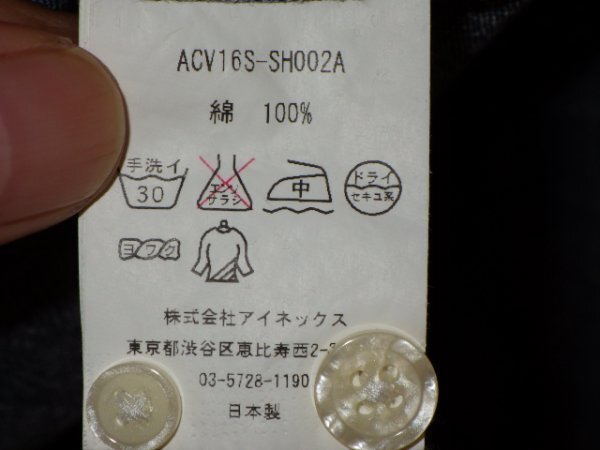 ACV16S-SH002A
綿 100%
手洗イ 30 エンソ サラシ 中 ドライ セキユ系
ヨワク
株式会社アイネックス
東京都渋谷区恵比寿西2-
03-5728-1190
日本製